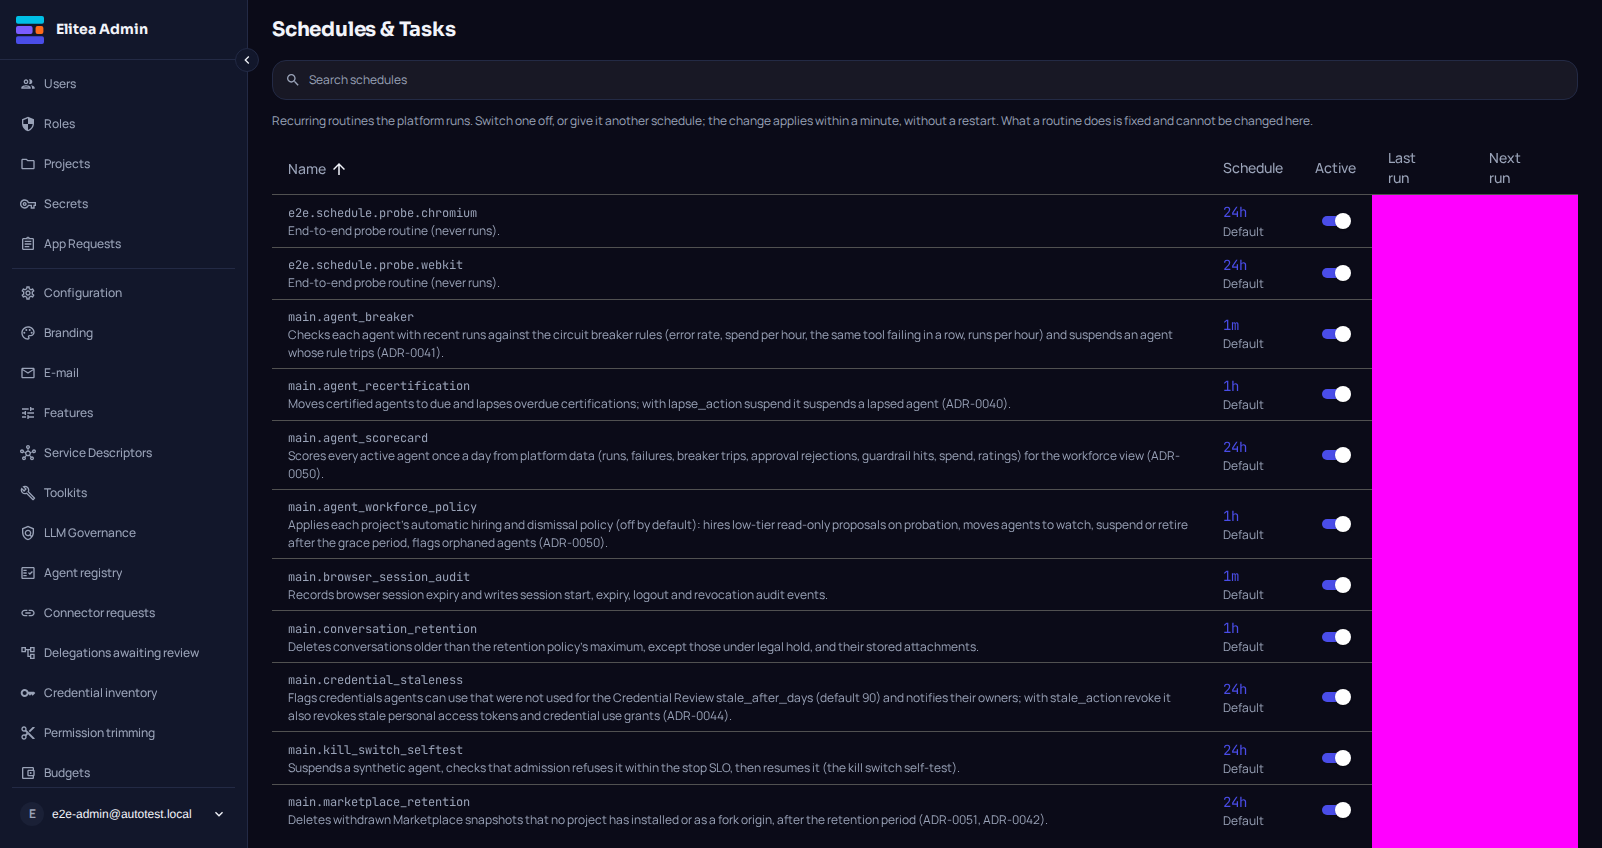 Elitea Admin
Users
Roles
Projects
Secrets
App Requests
Configuration
Branding
E-mail
Features
Service Descriptors
Toolkits
LLM Governance
Agent registry
Connector requests
Delegations awaiting review
Credential inventory
Permission trimming
Budgets
E e2e-admin@autotest.local
Schedules & Tasks
Search schedules
Recurring routines the platform runs. Switch one off, or give it another schedule; the change applies within a minute, without a restart. What a routine does is fixed and cannot be changed here.
Name Schedule Active Last run Next run
e2e.schedule.probe.chromium
End-to-end probe routine (never runs).
24h
Default
e2e.schedule.probe.webkit
End-to-end probe routine (never runs).
24h
Default
main.agent_breaker
Checks each agent with recent runs against the circuit breaker rules (error rate, spend per hour, the same tool failing in a row, runs per hour) and suspends an agent
whose rule trips (ADR-0041).
1m
Default
main.agent_recertification
Moves certified agents to due and lapses overdue certifications; with lapse_action suspend it suspends a lapsed agent (ADR-0040).
1h
Default
main.agent_scorecard
Scores every active agent once a day from platform data (runs, failures, breaker trips, approval rejections, guardrail hits, spend, ratings) for the workforce view (ADR-
0050).
24h
Default
main.agent_workforce_policy
Applies each project's automatic hiring and dismissal policy (off by default): hires low-tier read-only proposals on probation, moves agents to watch, suspend or retire
after the grace period, flags orphaned agents (ADR-0050).
1h
Default
main.browser_session_audit
Records browser session expiry and writes session start, expiry, logout and revocation audit events.
1m
Default
main.conversation_retention
Deletes conversations older than the retention policy's maximum, except those under legal hold, and their stored attachments.
1h
Default
main.credential_staleness
Flags credentials agents can use that were not used for the Credential Review stale_after_days (default 90) and notifies their owners; with stale_action revoke it
also revokes stale personal access tokens and credential use grants (ADR-0044).
24h
Default
main.kill_switch_selftest
Suspends a synthetic agent, checks that admission refuses it within the stop SLO, then resumes it (the kill switch self-test).
24h
Default
main.marketplace_retention
Deletes withdrawn Marketplace snapshots that no project has installed or as a fork origin, after the retention period (ADR-0051, ADR-0042).
24h
Default